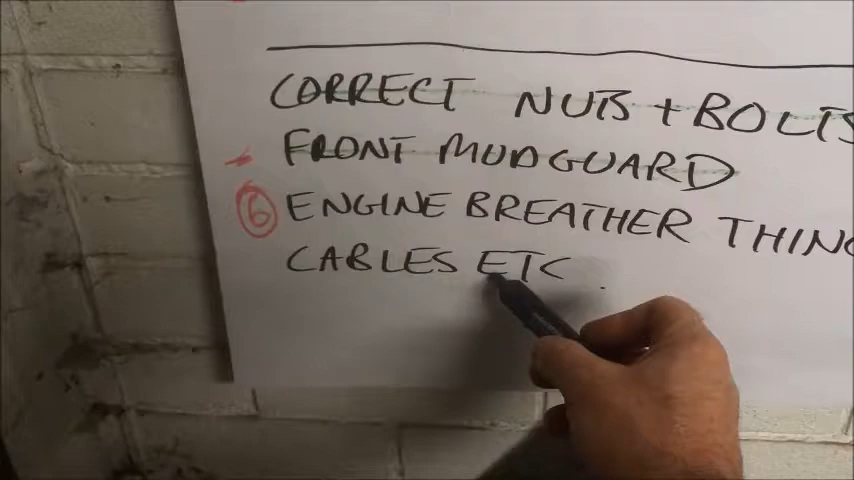 CORRECT NUTS + BOLTS
- FRONT MUDGUARD
6 ENGINE BREATHER THING
CABLES ETC